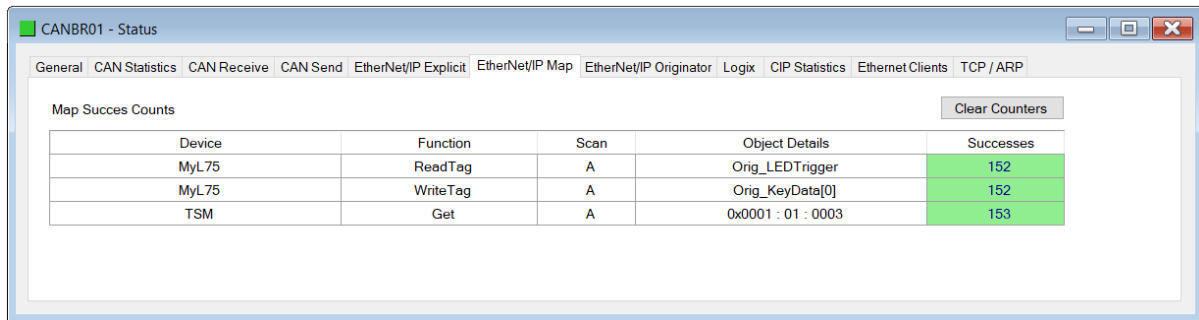 CANBR01 - Status
General CAN Statistics CAN Receive CAN Send EtherNet/IP Explicit EtherNet/IP Map EtherNet/IP Originator Logix CIP Statistics Ethernet Clients TCP / ARP
Map Succes Counts Clear Counters
Device Function Scan Object Details Successes
MyL75 ReadTag A Orig_LEDTrigger 152
MyL75 WriteTag A Orig_KeyData[0] 152
TSM Get A 0x0001 : 01 : 0003 153